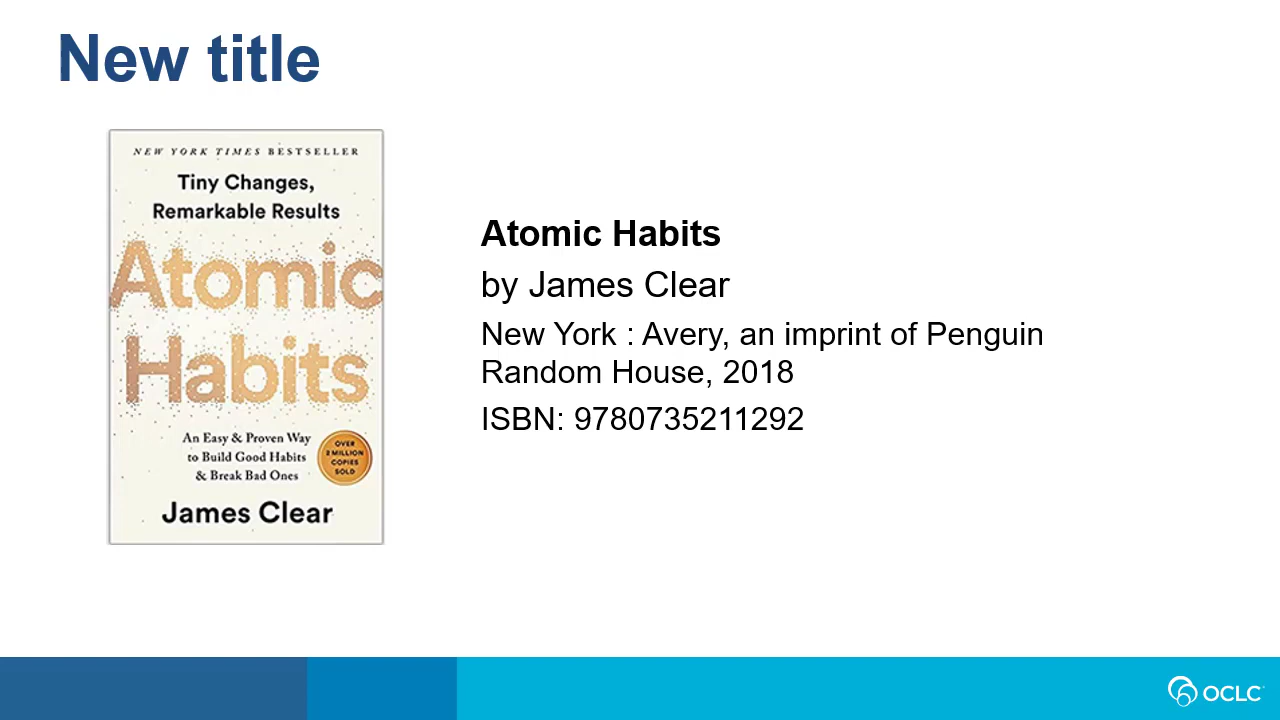 New title
NEW YORK TIMES BESTSELLER
Tiny Changes,
Remarkable Results
Atomic
Habits
An Easy & Proven Way
to Build Good Habits
& Break Bad Ones
OVER
2 MILLION
COPIES
SOLD
James Clear
Atomic Habits
by James Clear
New York : Avery, an imprint of Penguin
Random House, 2018
ISBN: 9780735211292
OCLC